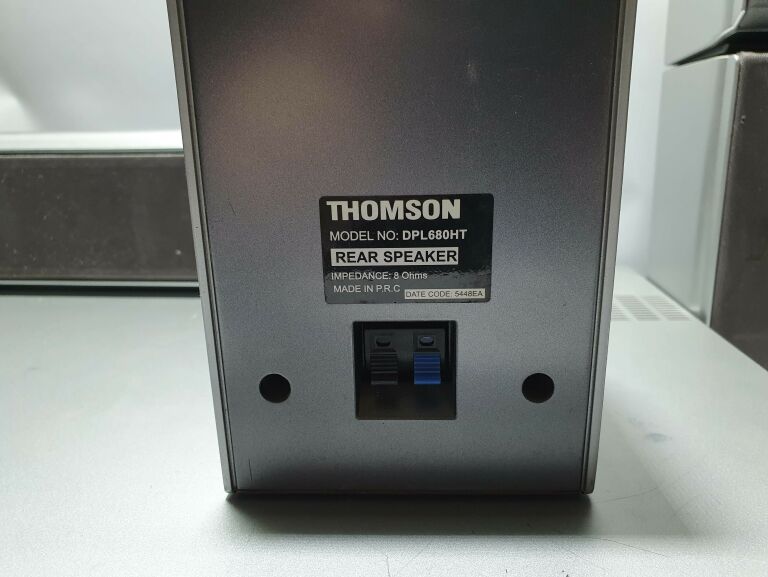 THOMSON
MODEL NO: DPL680HT
REAR SPEAKER
IMPEDANCE: 8 Ohms
MADE IN P.R.C
DATE CODE: 5448EA